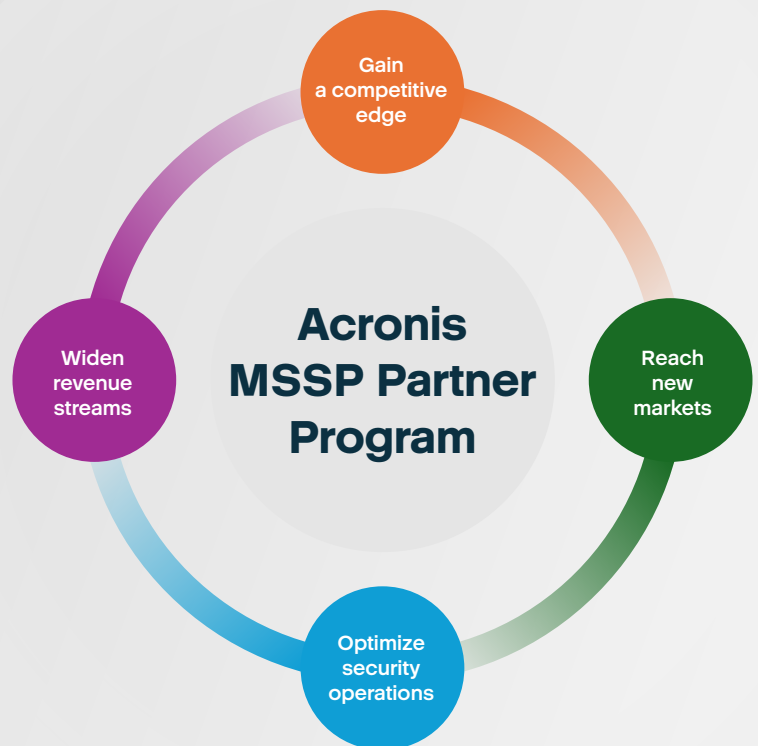 Gain
a competitive
edge
Acronis
MSSP Partner
Program
Widen
revenue
streams
Reach
new
markets
Optimize
security
operations